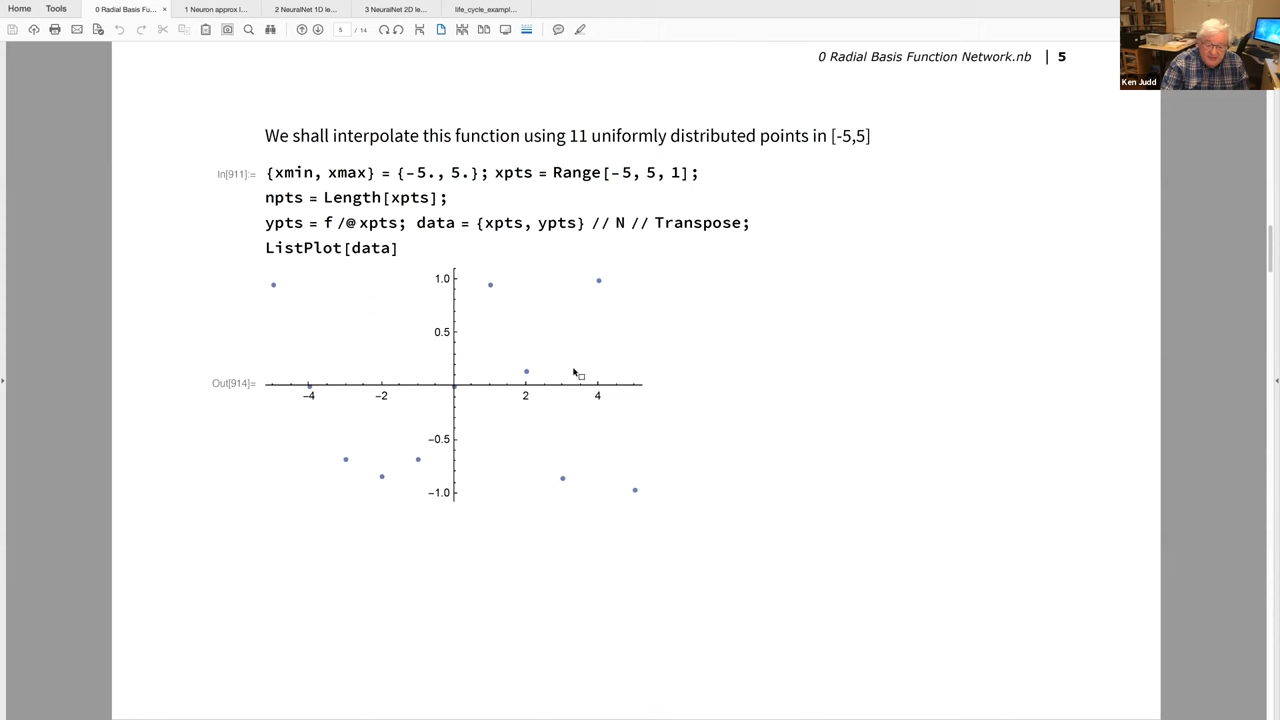 Home Tools 0 Radial Basis Fu... × 1 Neuron approx l... 2 NeuralNet 1D le... 3 NeuralNet 2D le... life_cycle_exampl...
5 / 14
Ken Judd
0 Radial Basis Function Network.nb | 5
We shall interpolate this function using 11 uniformly distributed points in [-5,5]
In[911]:= {xmin, xmax} = {-5., 5.}; xpts = Range[-5, 5, 1];
npts = Length[xpts];
ypts = f /@ xpts; data = {xpts, ypts} // N // Transpose;
ListPlot[data]
1.0
0.5
Out[914]=
-4 -2 2 4
-0.5
-1.0